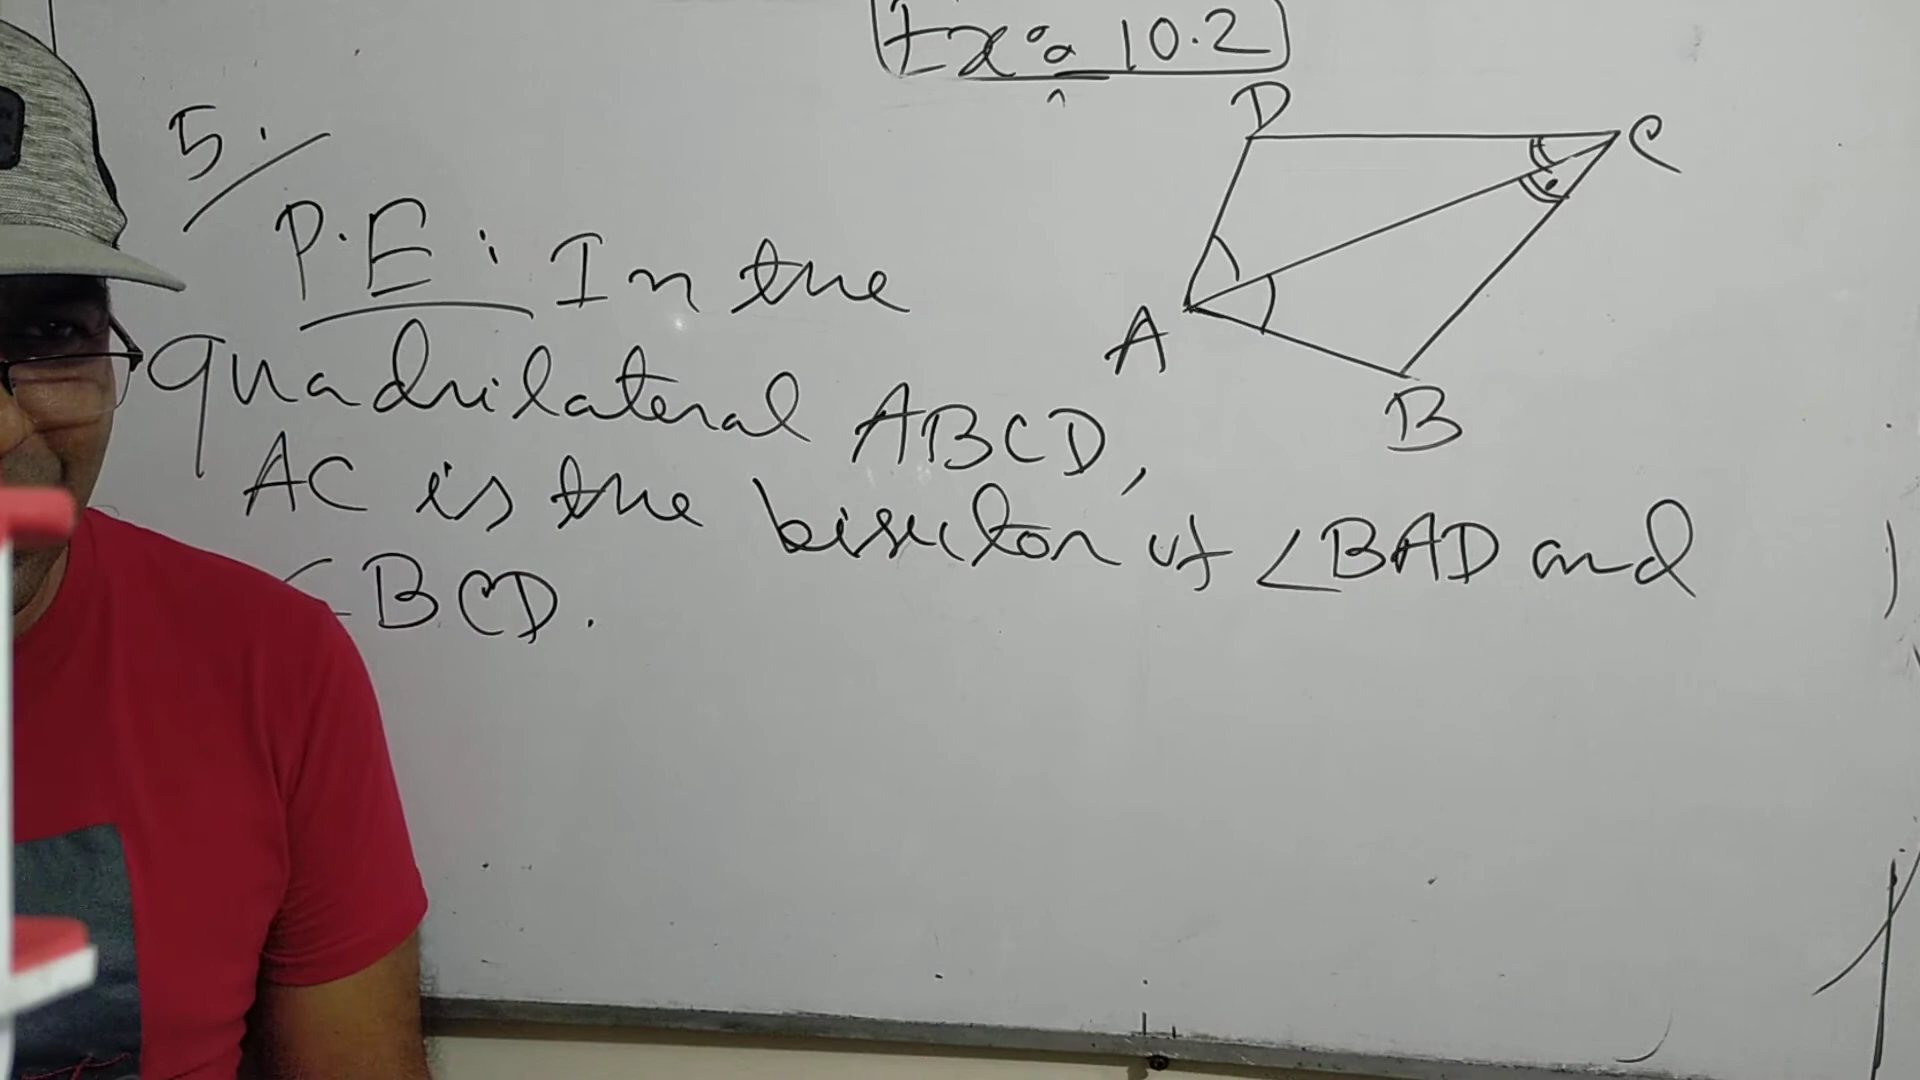 Ex: 10.2
5.
P.E: In the
quadrilateral ABCD,
AC is the bisector of ∠BAD and
∠BCD.
D
C
A
B